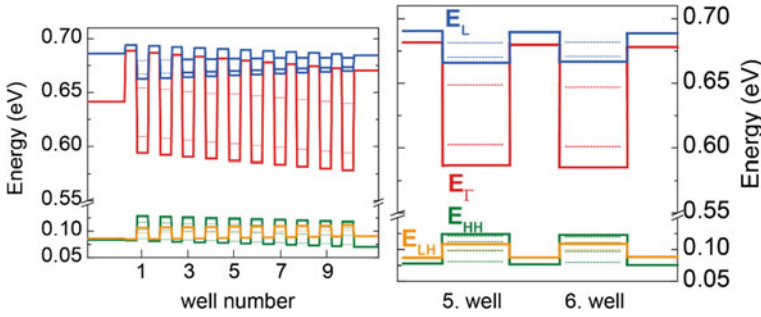 0.70
0.65
0.60
0.55
0.10
0.05
Energy (eV)
1 3 5 7 9
well number
E_L
E_Γ
E_HH
E_LH
5. well 6. well
0.70
0.65
0.60
0.55
0.10
0.05
Energy (eV)